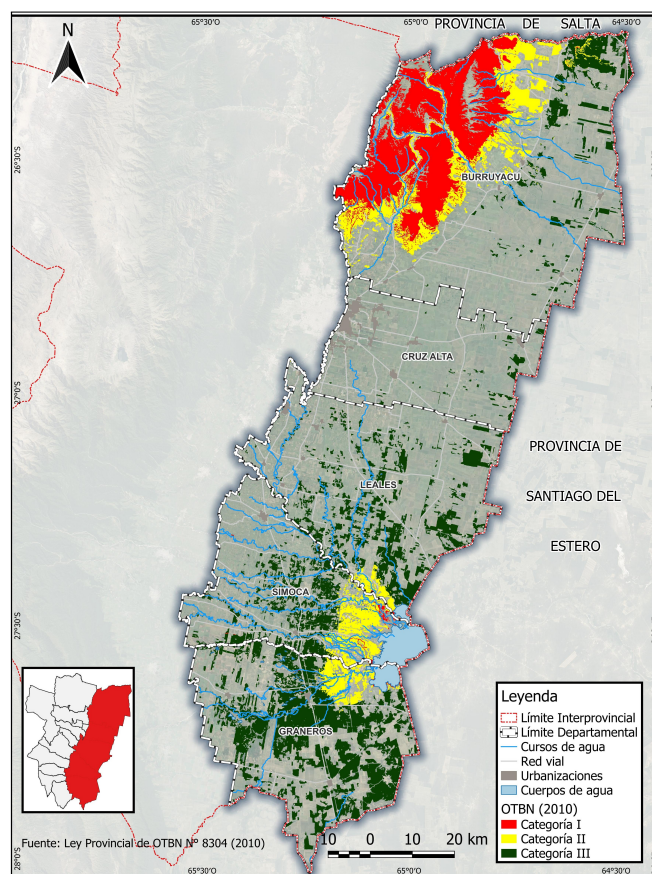 65°30'O
65°0'O
64°30'O
PROVINCIA DE SALTA
N
26°30'S
BURRUYACU
CRUZ ALTA
27°0'S
LEALES
PROVINCIA DE
SANTIAGO DEL
ESTERO
SIMOCA
27°30'S
GRANEROS
Leyenda
Límite Interprovincial
Límite Departamental
Cursos de agua
Red vial
Urbanizaciones
Cuerpos de agua
OTBN (2010)
Categoría I
Categoría II
Categoría III
Fuente: Ley Provincial de OTBN N° 8304 (2010)
10 0 10 20 km
28°0'S
65°30'O
65°0'O
64°30'O